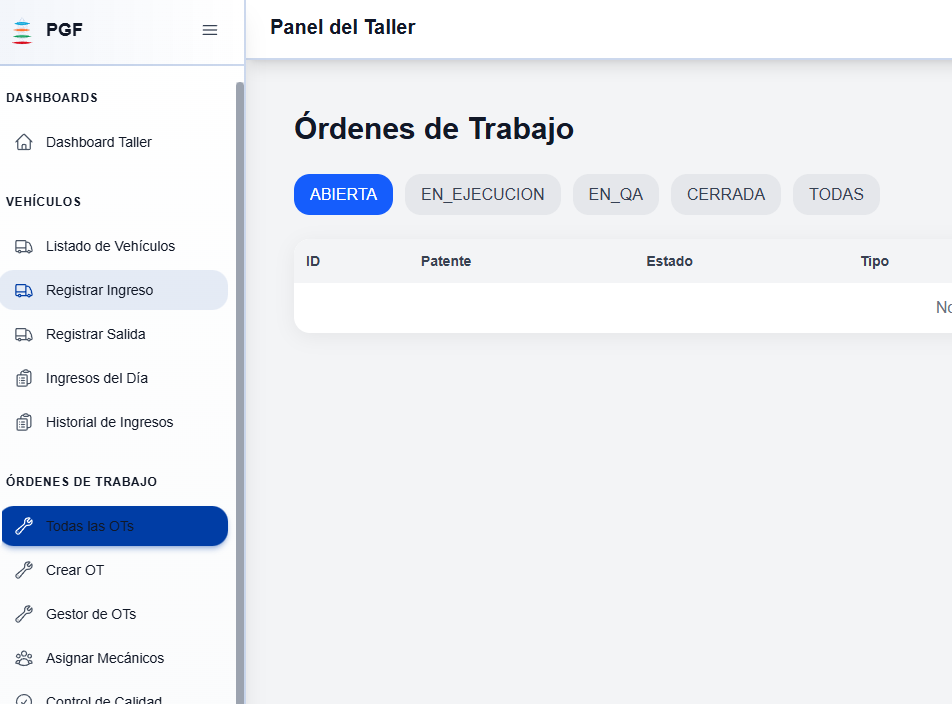 PGF
Panel del Taller
DASHBOARDS
Dashboard Taller
VEHÍCULOS
Listado de Vehículos
Registrar Ingreso
Registrar Salida
Ingresos del Día
Historial de Ingresos
ÓRDENES DE TRABAJO
Todas las OTs
Crear OT
Gestor de OTs
Asignar Mecánicos
Control de Calidad
Órdenes de Trabajo
ABIERTA EN_EJECUCION EN_QA CERRADA TODAS
ID Patente Estado Tipo
No